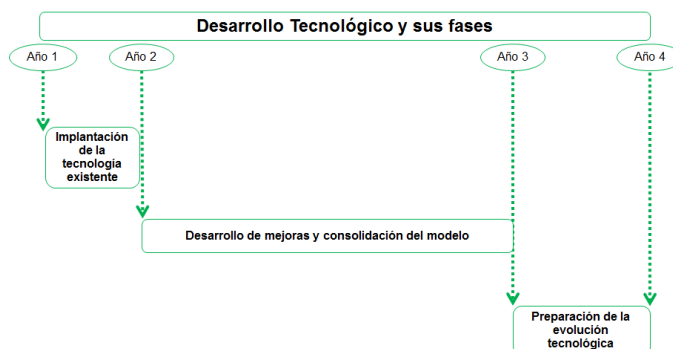 Desarrollo Tecnológico y sus fases
Año 1
Año 2
Año 3
Año 4
Implantación
de la
tecnología
existente
Desarrollo de mejoras y consolidación del modelo
Preparación de la
evolución
tecnológica